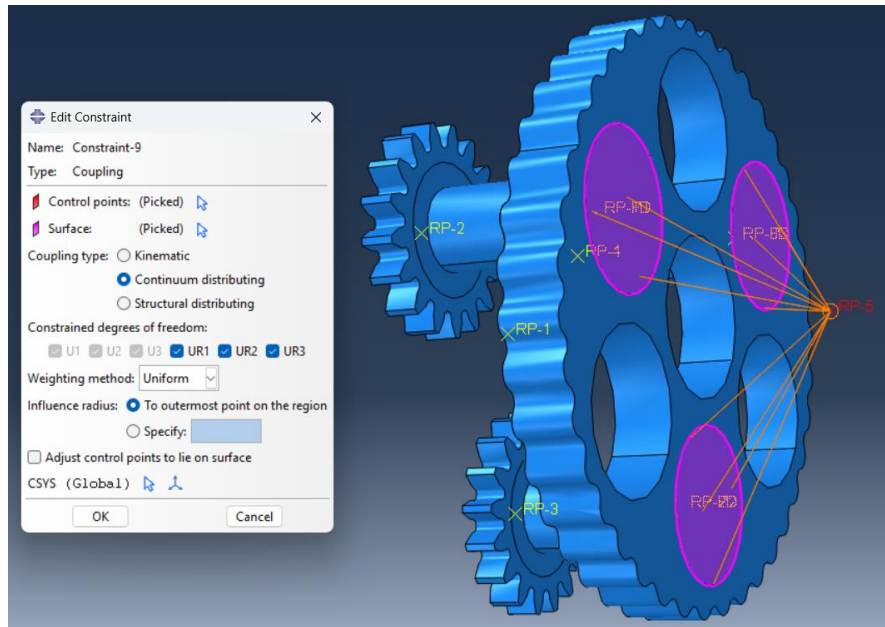 Edit Constraint
Name: Constraint-9
Type: Coupling
Control points: (Picked)
Surface: (Picked)
Coupling type: Kinematic
Continuum distributing
Structural distributing
Constrained degrees of freedom:
U1 U2 U3 UR1 UR2 UR3
Weighting method: Uniform
Influence radius: To outermost point on the region
Specify:
Adjust control points to lie on surface
CSYS (Global)
OK Cancel
RP-2
RP-4
RP-5
RP-1
RP-3